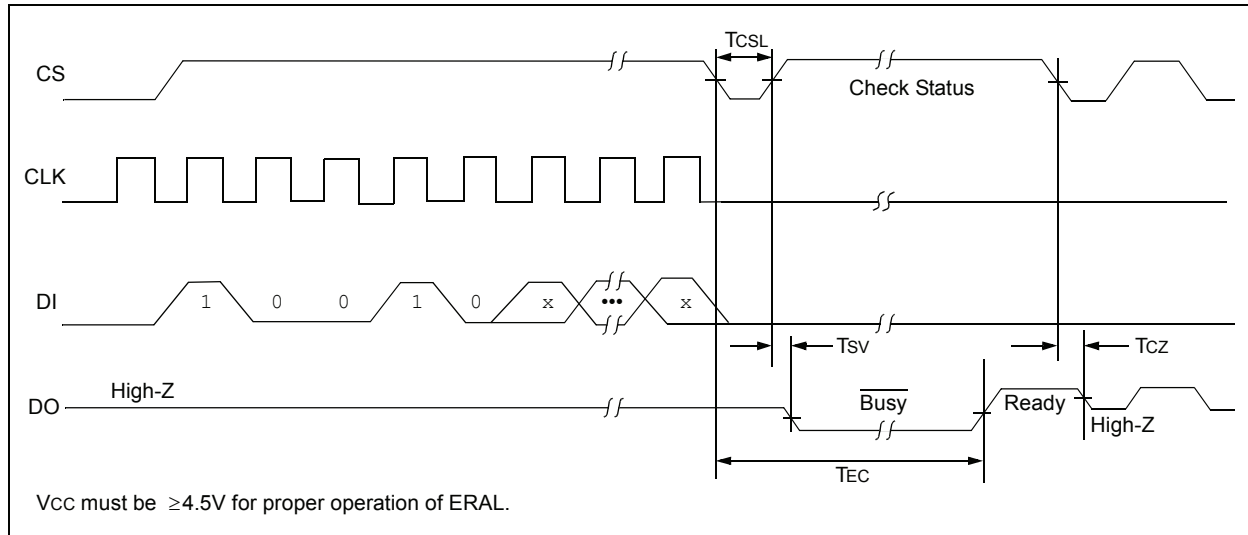 TCSL
CS
Check Status
CLK
DI 1 0 0 1 0 x ••• x
TSV TCZ
High-Z
DO Busy Ready High-Z
TEC
VCC must be ≥4.5V for proper operation of ERAL.